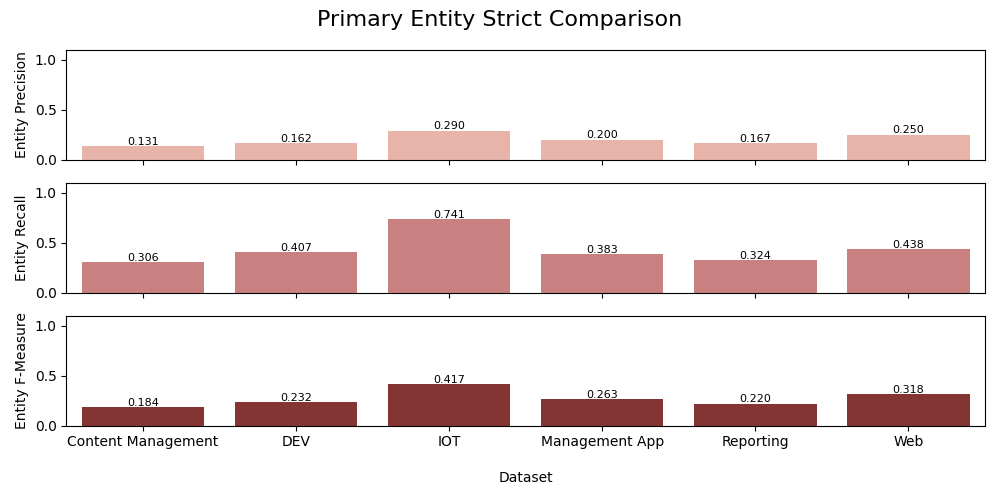 Primary Entity Strict Comparison
Entity Precision
1.0
0.5
0.0
0.131
0.162
0.290
0.200
0.167
0.250
Entity Recall
1.0
0.5
0.0
0.306
0.407
0.741
0.383
0.324
0.438
Entity F-Measure
1.0
0.5
0.0
0.184
0.232
0.417
0.263
0.220
0.318
Content Management
DEV
IOT
Management App
Reporting
Web
Dataset